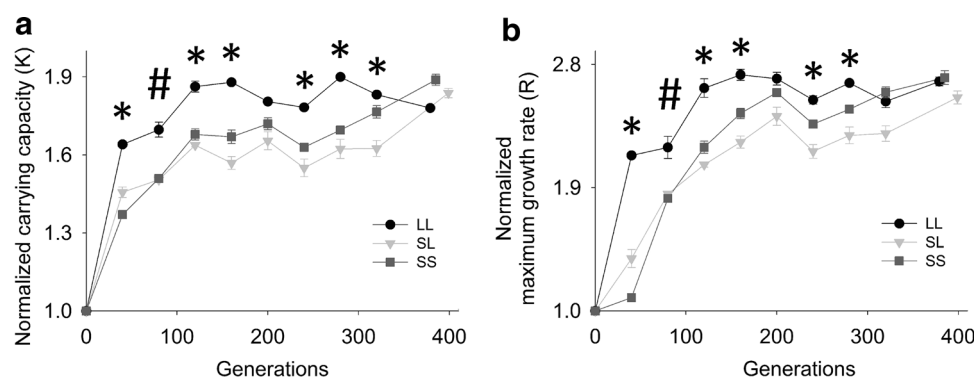 a
Normalized carrying capacity (K)
1.9
1.6
1.3
1.0
* # * * * * *
LL
SL
SS
0 100 200 300 400
Generations
b
Normalized
maximum growth rate (R)
2.8
1.9
1.0
* # * * * *
LL
SL
SS
0 100 200 300 400
Generations